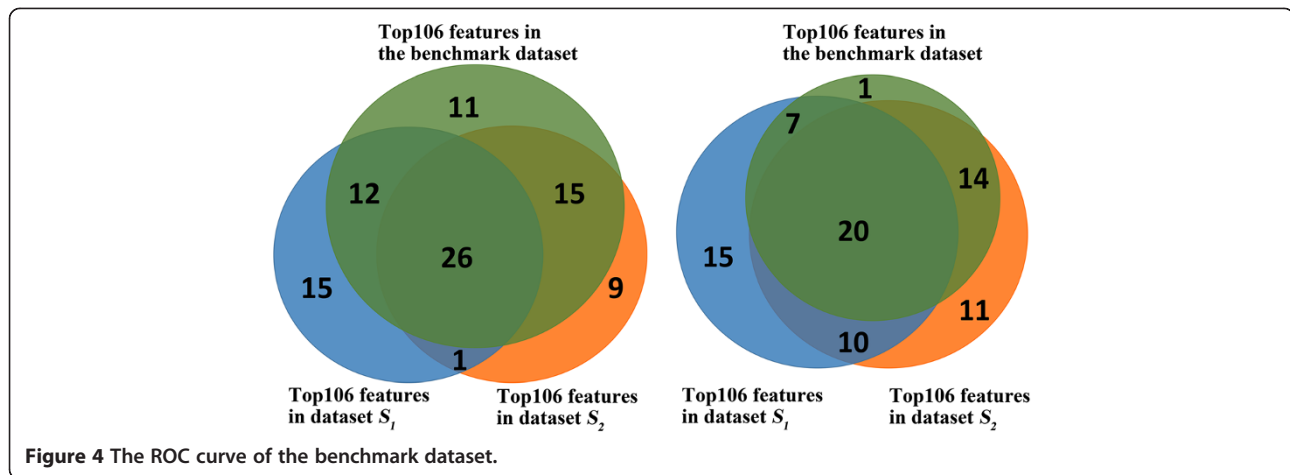 Top106 features in
the benchmark dataset
11
12
15
26
15
9
1
Top106 features
in dataset S1
Top106 features
in dataset S2
Top106 features in
the benchmark dataset
1
7
14
20
15
11
10
Top106 features
in dataset S1
Top106 features
in dataset S2
Figure 4 The ROC curve of the benchmark dataset.